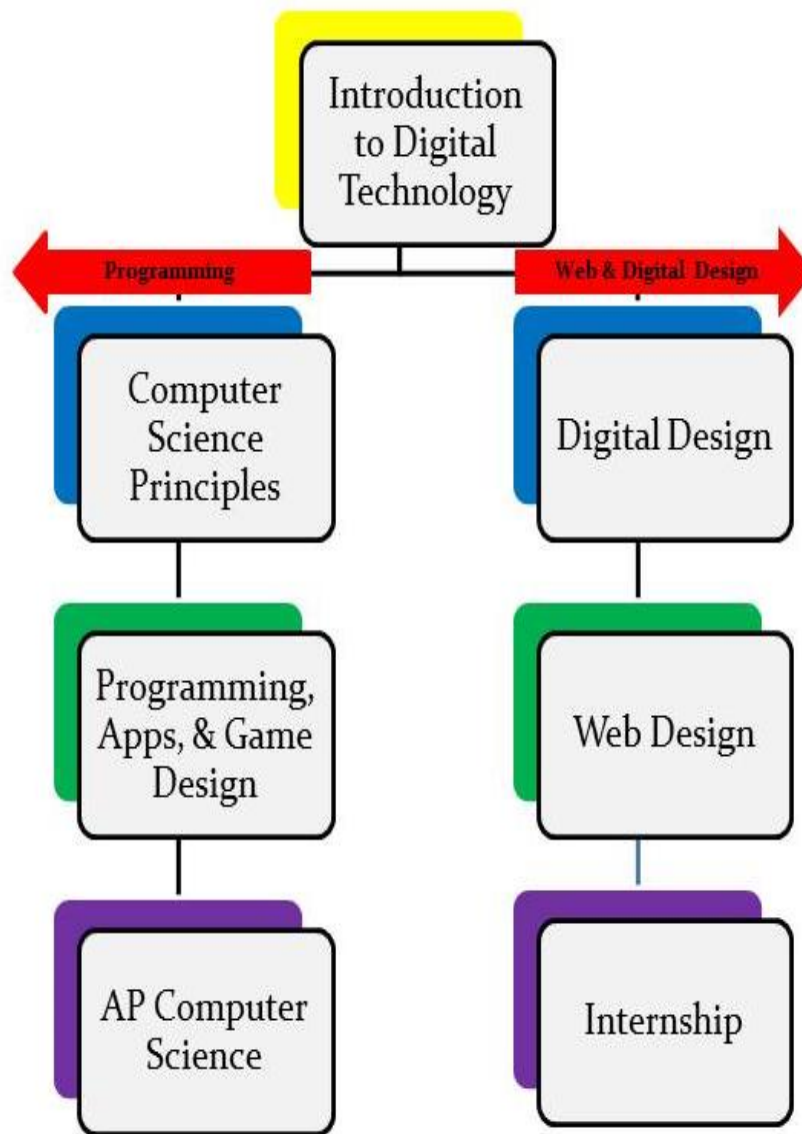 Introduction
to Digital
Technology
Programming
Web & Digital Design
Computer
Science
Principles
Digital Design
Programming,
Apps, & Game
Design
Web Design
AP Computer
Science
Internship